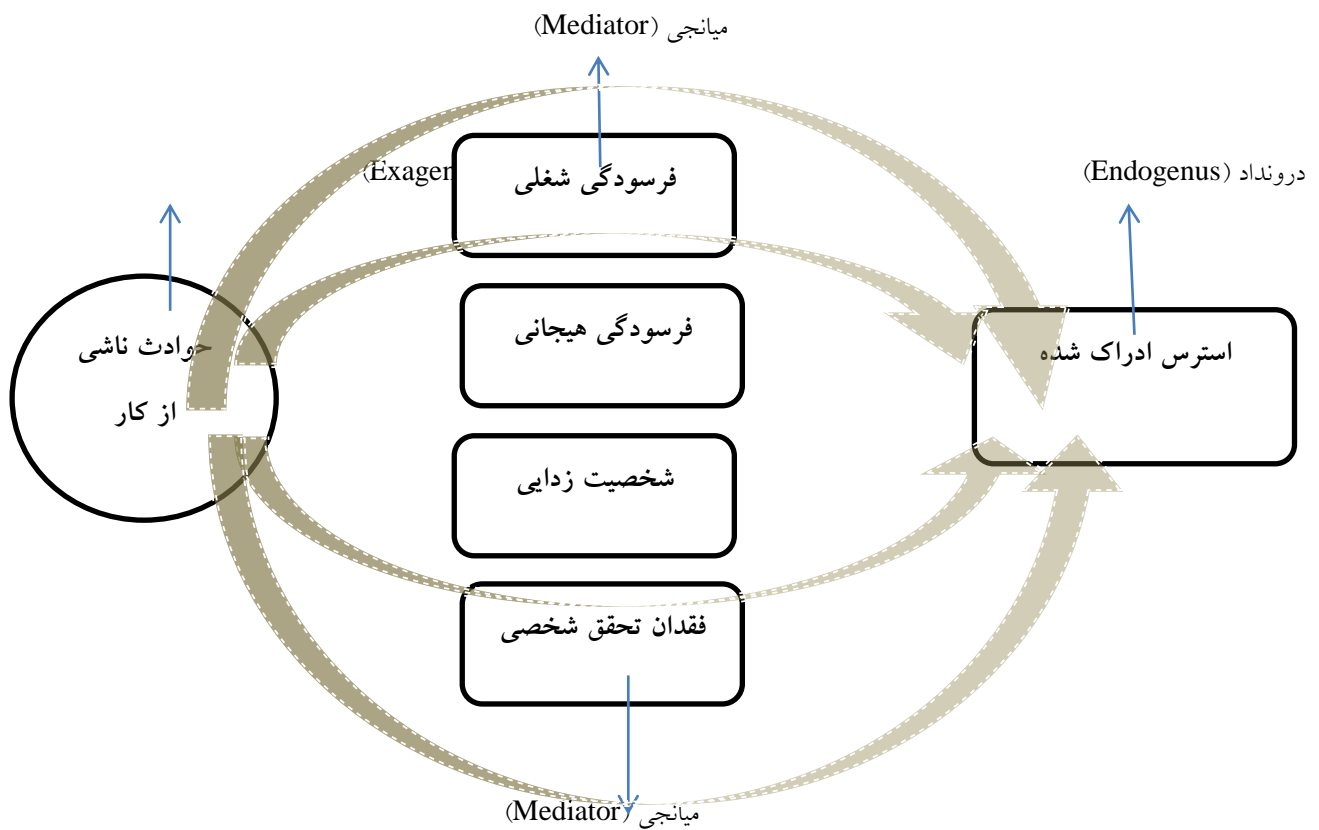 میانجی (Mediator)
(Exagen
درونداد (Endogenus)
فرسودگی شغلی
فرسودگی هیجانی
حوادث ناشی
از کار
استرس ادراک شده
شخصیت زدایی
فقدان تحقق شخصی
میانجی (Mediator)